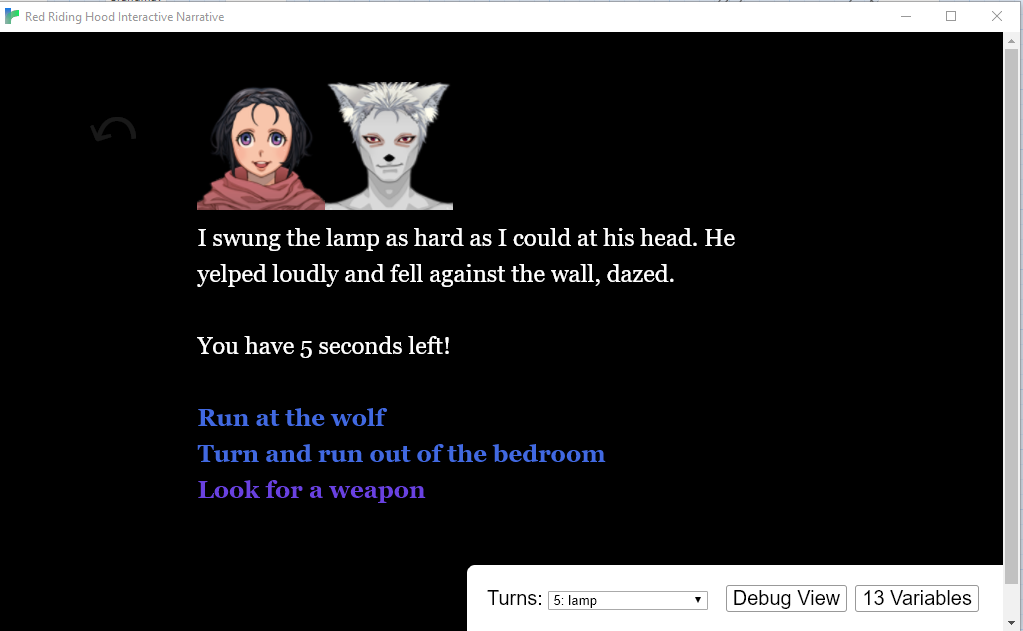 Red Riding Hood Interactive Narrative
I swung the lamp as hard as I could at his head. He
yelped loudly and fell against the wall, dazed.
You have 5 seconds left!
Run at the wolf
Turn and run out of the bedroom
Look for a weapon
Turns: 5: lamp Debug View 13 Variables